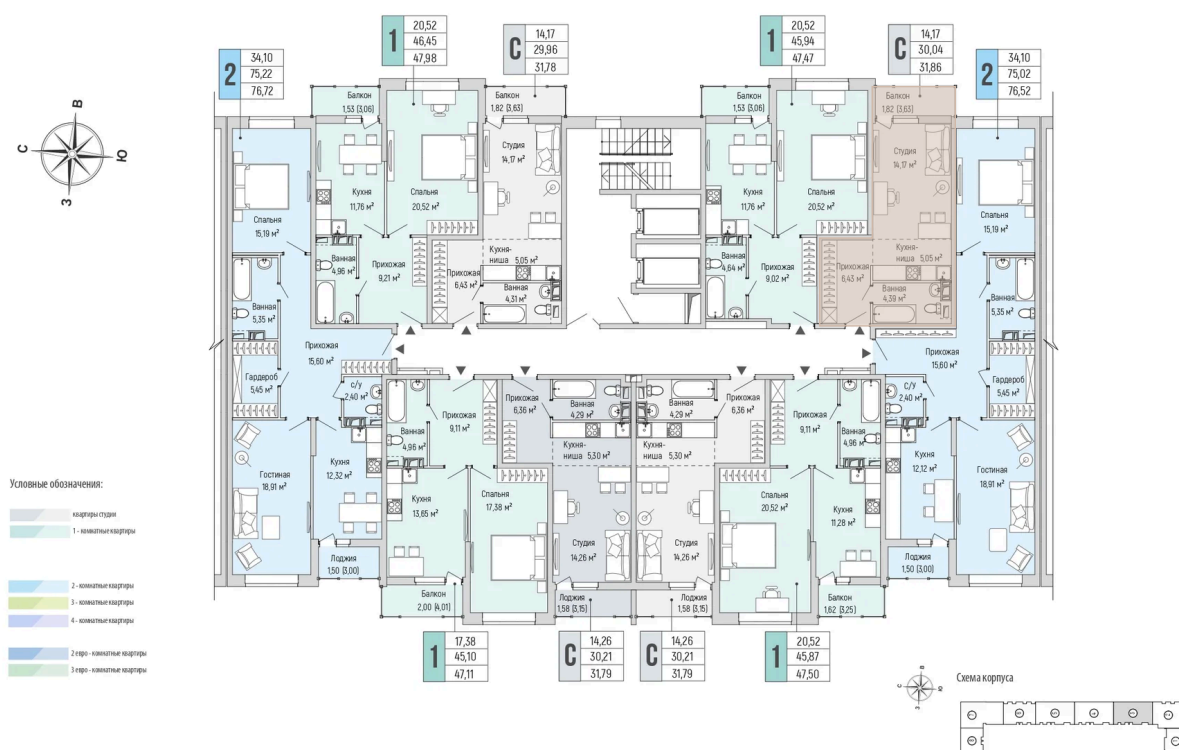 2
34,10
75,22
76,72
1
20,52
46,45
47,98
С
14,17
29,96
31,78
1
20,52
45,94
47,47
С
14,17
30,04
31,86
2
34,10
75,02
76,52
В
С
Ю
З
Балкон
1,53 (3,06)
Балкон
1,82 (3,63)
Балкон
1,53 (3,06)
Балкон
1,82 (3,63)
Спальня
15,19 м²
Кухня
11,76 м²
Спальня
20,52 м²
Студия
14,17 м²
Кухня
11,76 м²
Спальня
20,52 м²
Студия
14,17 м²
Спальня
15,19 м²
Ванная
4,96 м²
Прихожая
9,21 м²
Кухня-
ниша 5,05 м²
Прихожая
6,43 м²
Ванная
4,31 м²
Ванная
4,64 м²
Прихожая
9,02 м²
Кухня-
ниша 5,05 м²
Прихожая
6,43 м²
Ванная
4,39 м²
Ванная
5,35 м²
Ванная
5,35 м²
Прихожая
15,60 м²
Гардероб
5,45 м²
С/У
2,40 м²
Прихожая
15,60 м²
Гардероб
5,45 м²
С/У
2,40 м²
Ванная
4,96 м²
Прихожая
9,11 м²
Прихожая
6,36 м²
Ванная
4,29 м²
Кухня-
ниша 5,30 м²
Ванная
4,29 м²
Прихожая
6,36 м²
Кухня-
ниша 5,30 м²
Прихожая
9,11 м²
Ванная
4,96 м²
Гостиная
18,91 м²
Кухня
12,32 м²
Кухня
13,65 м²
Спальня
17,38 м²
Студия
14,26 м²
Студия
14,26 м²
Спальня
20,52 м²
Кухня
11,28 м²
Кухня
12,12 м²
Гостиная
18,91 м²
Лоджия
1,50 (3,00)
Балкон
2,00 (4,01)
Лоджия
1,58 (3,15)
Лоджия
1,58 (3,15)
Балкон
1,62 (3,25)
Лоджия
1,50 (3,00)
1
17,38
45,10
47,11
С
14,26
30,21
31,79
С
14,26
30,21
31,79
1
20,52
45,87
47,50
Условные обозначения:
квартиры студии
1 - комнатные квартиры
2 - комнатные квартиры
3 - комнатные квартиры
4 - комнатные квартиры
2 евро - комнатные квартиры
3 евро - комнатные квартиры
В
С
Ю
З
Схема корпуса